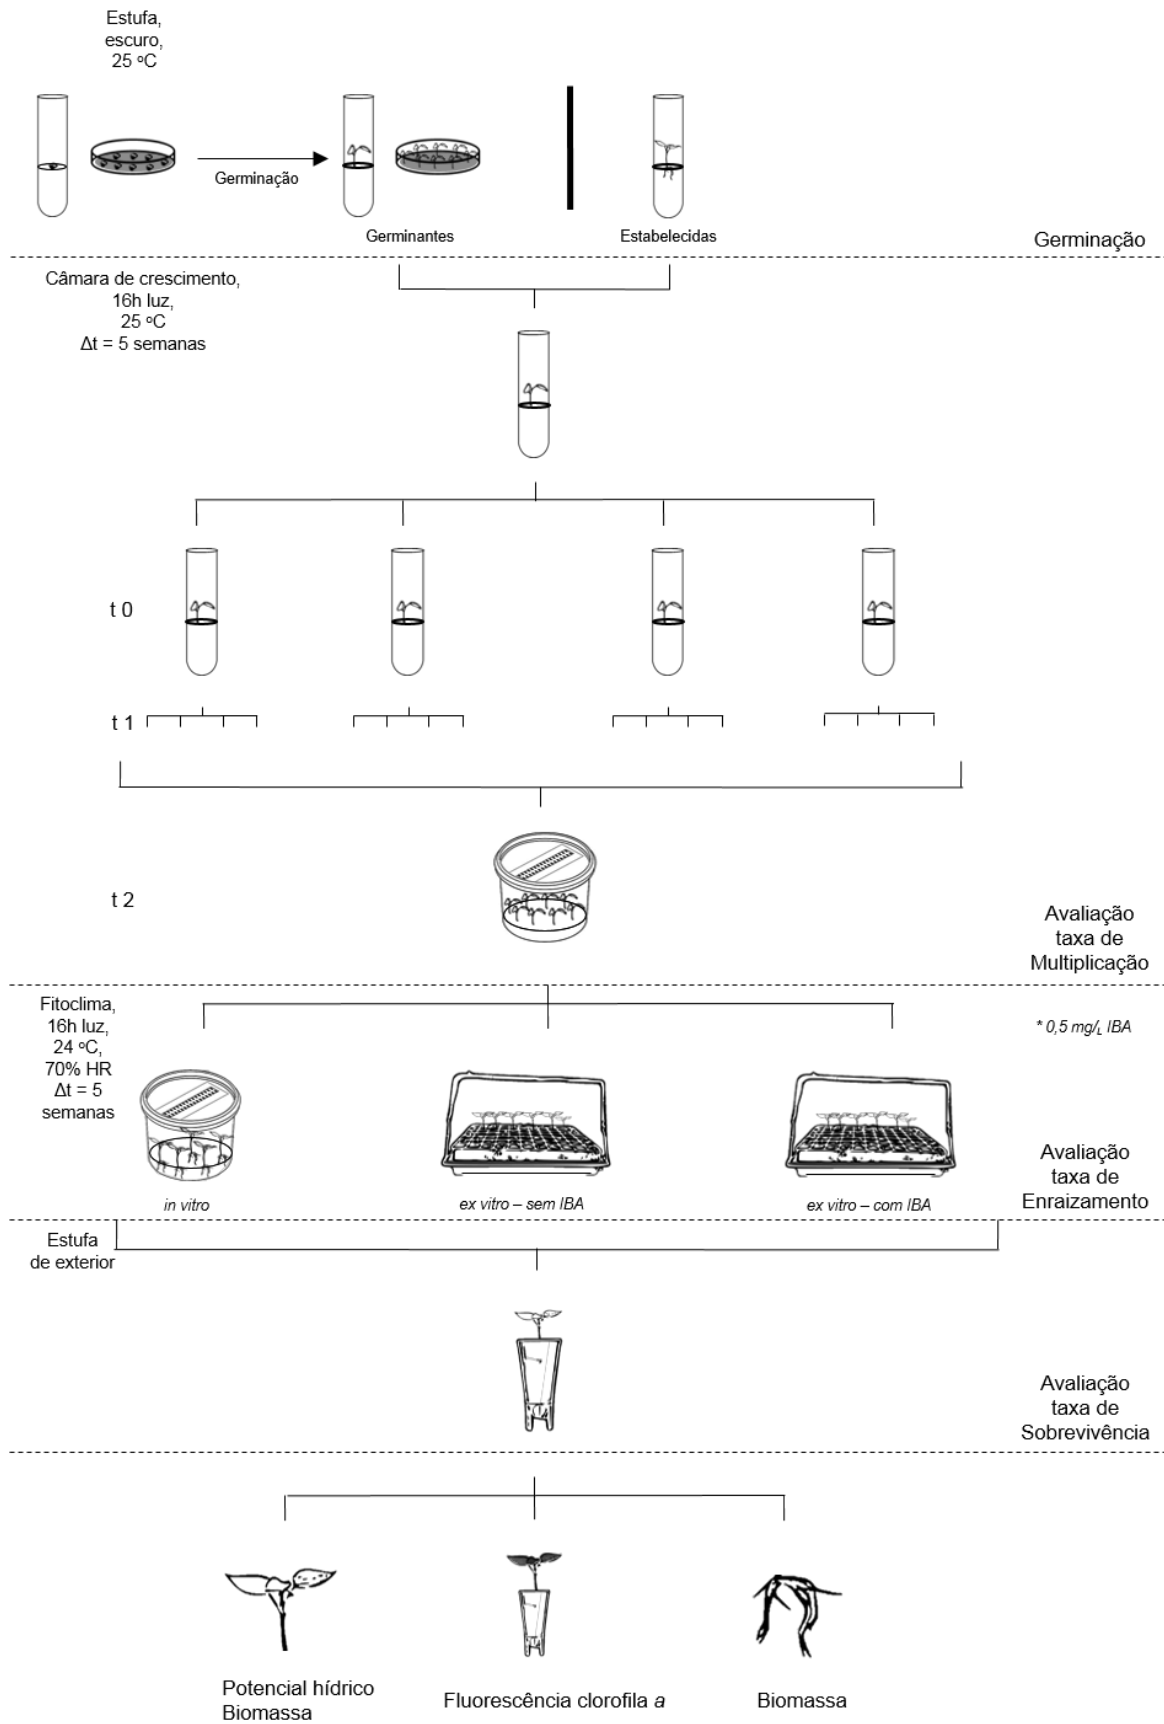 Estufa,
escuro,
25 ºC
Germinação
Germinantes
Estabelecidas
Germinação
Câmara de crescimento,
16h luz,
25 ºC
Δt = 5 semanas
t 0
t 1
t 2
Avaliação
taxa de
Multiplicação
Fitoclima,
16h luz,
24 ºC,
70% HR
Δt = 5
semanas
* 0,5 mg/L IBA
in vitro
ex vitro – sem IBA
ex vitro – com IBA
Avaliação
taxa de
Enraizamento
Estufa
de exterior
Avaliação
taxa de
Sobrevivência
Potencial hídrico
Biomassa
Fluorescência clorofila a
Biomassa